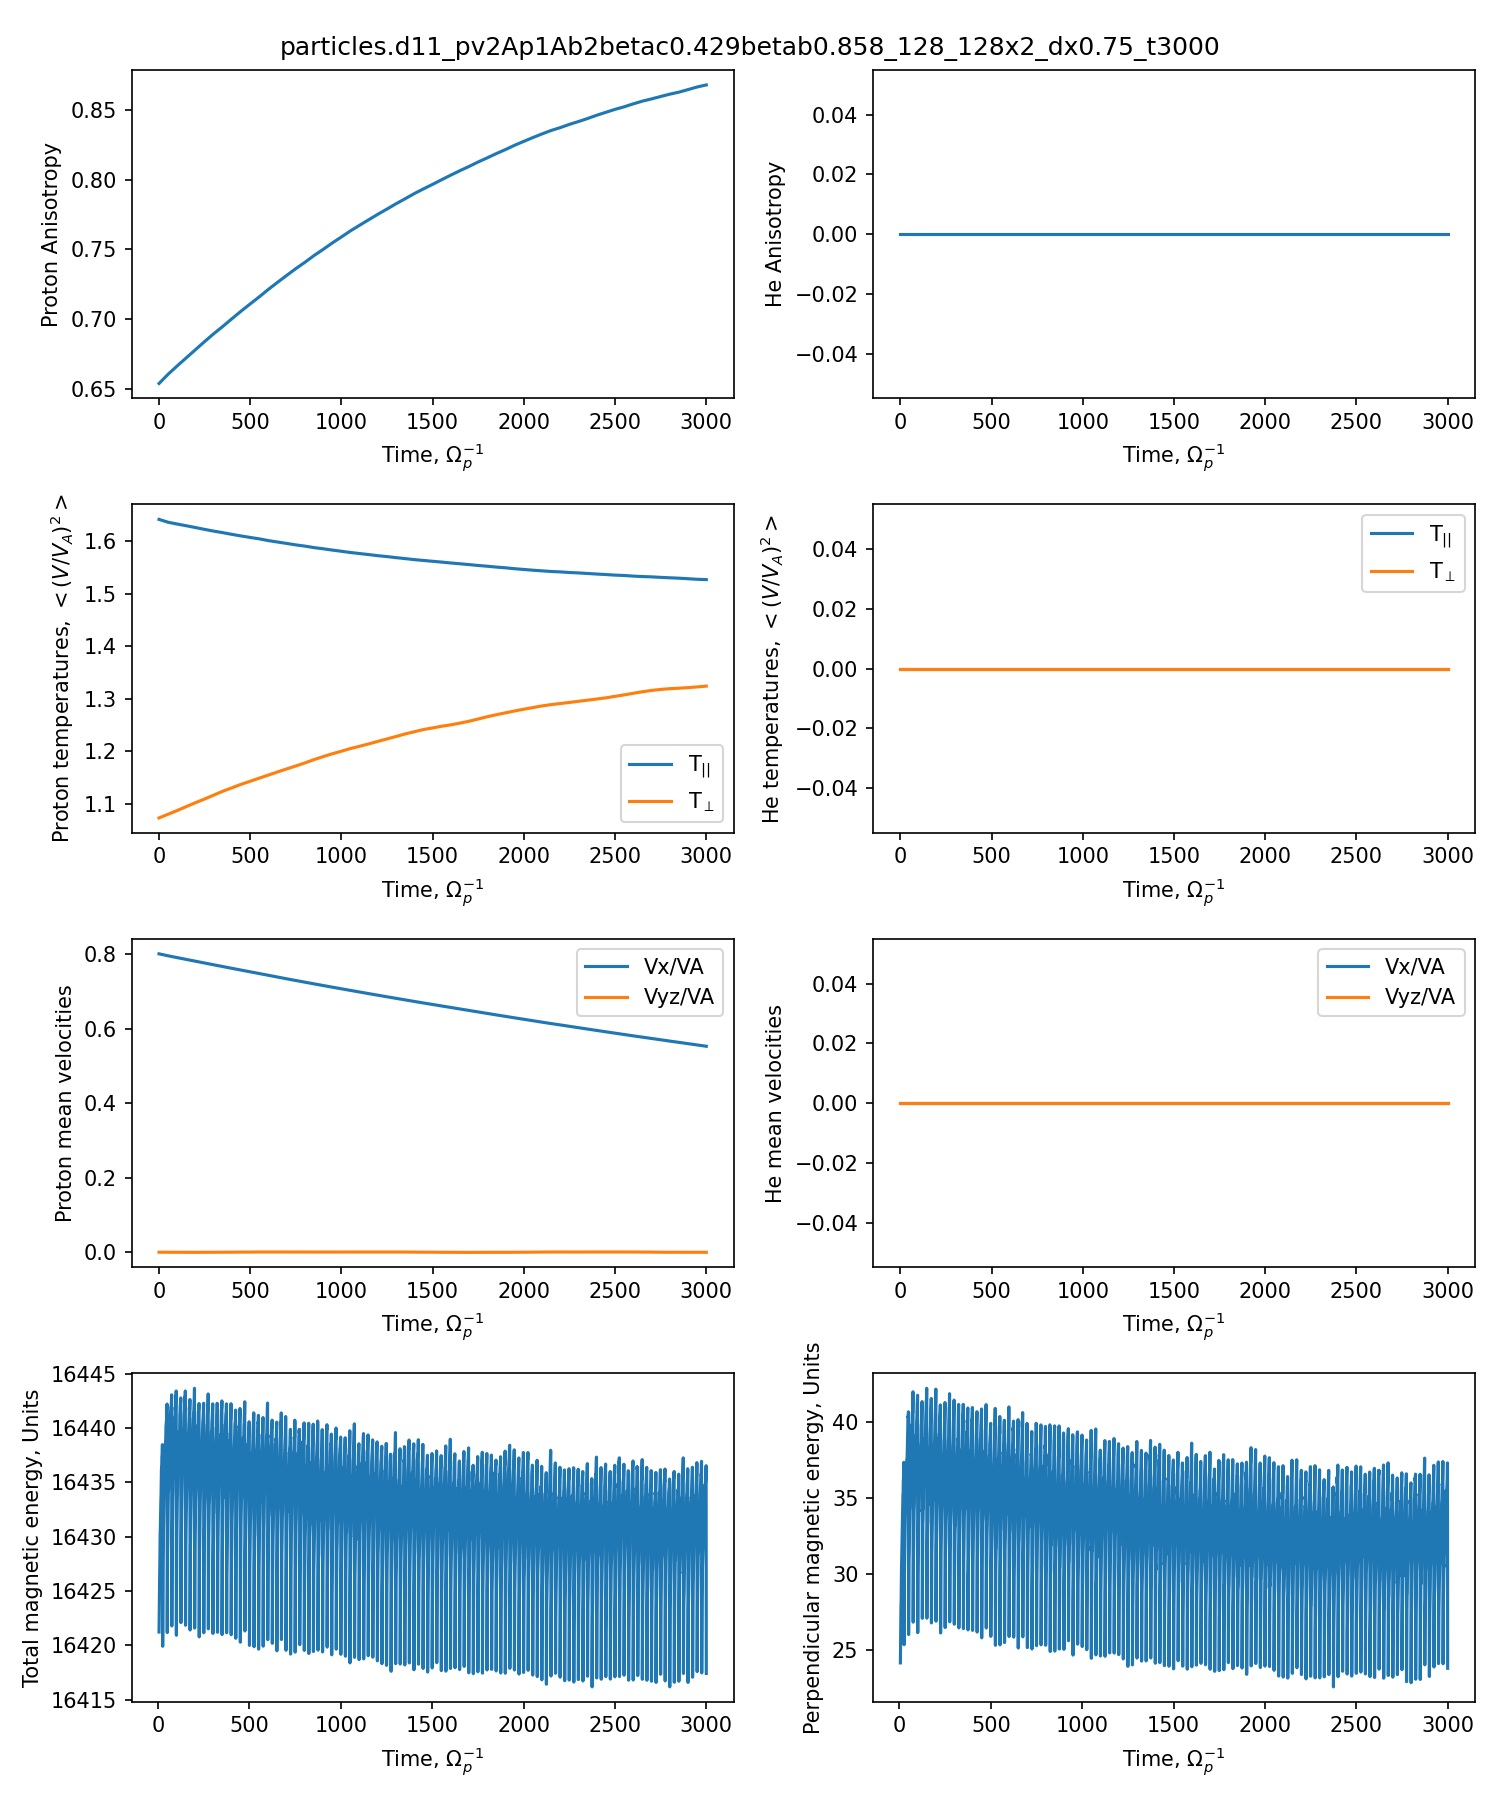 particles.d11_pv2Ap1Ab2betac0.429betab0.858_128_128x2_dx0.75_t3000
Proton Anisotropy
0.85
0.80
0.75
0.70
0.65
0 500 1000 1500 2000 2500 3000
Time, Ω_p^{-1}
He Anisotropy
0.04
0.02
0.00
−0.02
−0.04
0 500 1000 1500 2000 2500 3000
Time, Ω_p^{-1}
Proton temperatures, < (V/V_A)^2 >
1.6
1.5
1.4
1.3
1.2
1.1
T_{||}
T_⊥
0 500 1000 1500 2000 2500 3000
Time, Ω_p^{-1}
He temperatures, < (V/V_A)^2 >
0.04
0.02
0.00
−0.02
−0.04
T_{||}
T_⊥
0 500 1000 1500 2000 2500 3000
Time, Ω_p^{-1}
Proton mean velocities
0.8
0.6
0.4
0.2
0.0
Vx/VA
Vyz/VA
0 500 1000 1500 2000 2500 3000
Time, Ω_p^{-1}
He mean velocities
0.04
0.02
0.00
−0.02
−0.04
Vx/VA
Vyz/VA
0 500 1000 1500 2000 2500 3000
Time, Ω_p^{-1}
Total magnetic energy, Units
16445
16440
16435
16430
16425
16420
16415
0 500 1000 1500 2000 2500 3000
Time, Ω_p^{-1}
Perpendicular magnetic energy, Units
40
35
30
25
0 500 1000 1500 2000 2500 3000
Time, Ω_p^{-1}